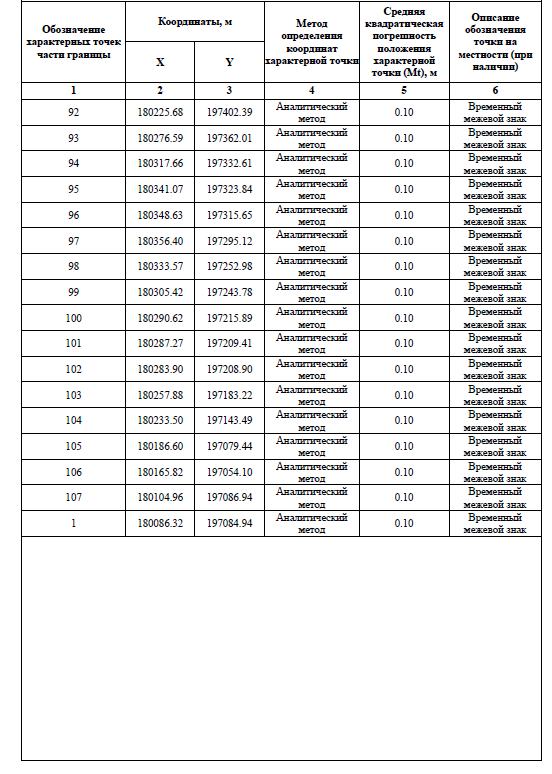 Обозначение
характерных точек
части границы
Координаты, м
X
Y
Метод
определения
координат
характерной точки
Средняя
квадратическая
погрешность
положения
характерной
точки (Mt), м
Описание
обозначения
точки на
местности (при
наличии)
1 2 3 4 5 6
92 180225.68 197402.39 Аналитический метод 0.10 Временный межевой знак
93 180276.59 197362.01 Аналитический метод 0.10 Временный межевой знак
94 180317.66 197332.61 Аналитический метод 0.10 Временный межевой знак
95 180341.07 197323.84 Аналитический метод 0.10 Временный межевой знак
96 180348.63 197315.65 Аналитический метод 0.10 Временный межевой знак
97 180356.40 197295.12 Аналитический метод 0.10 Временный межевой знак
98 180333.57 197252.98 Аналитический метод 0.10 Временный межевой знак
99 180305.42 197243.78 Аналитический метод 0.10 Временный межевой знак
100 180290.62 197215.89 Аналитический метод 0.10 Временный межевой знак
101 180287.27 197209.41 Аналитический метод 0.10 Временный межевой знак
102 180283.90 197208.90 Аналитический метод 0.10 Временный межевой знак
103 180257.88 197183.22 Аналитический метод 0.10 Временный межевой знак
104 180233.50 197143.49 Аналитический метод 0.10 Временный межевой знак
105 180186.60 197079.44 Аналитический метод 0.10 Временный межевой знак
106 180165.82 197054.10 Аналитический метод 0.10 Временный межевой знак
107 180104.96 197086.94 Аналитический метод 0.10 Временный межевой знак
1 180086.32 197084.94 Аналитический метод 0.10 Временный межевой знак